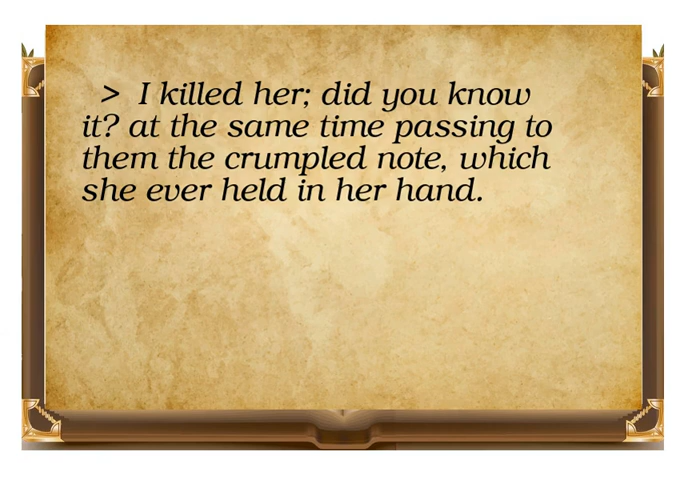 > I killed her; did you know
it? at the same time passing to
them the crumpled note, which
she ever held in her hand.